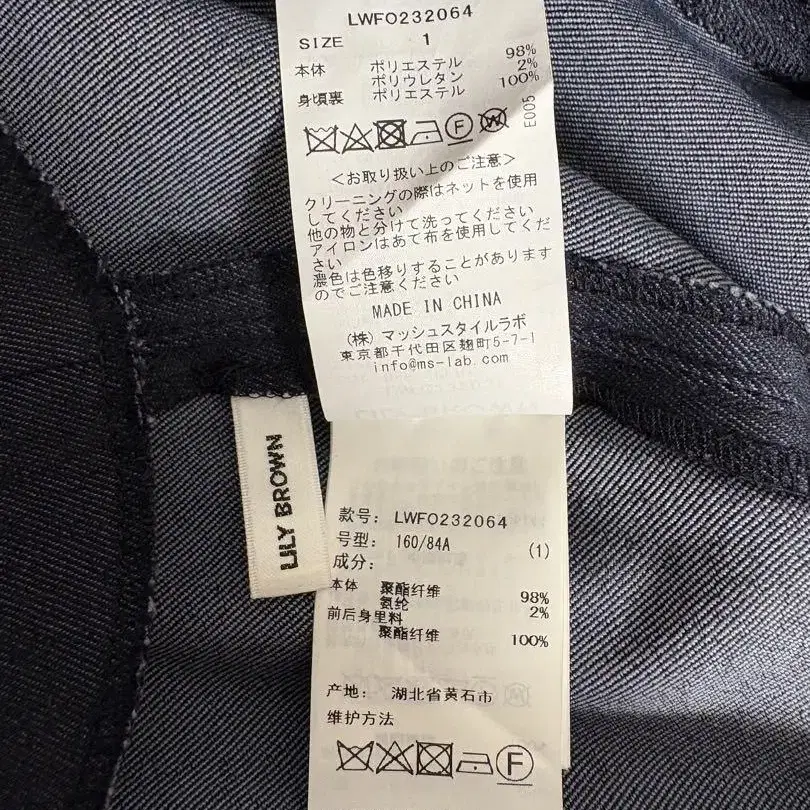 LWFO232064
SIZE 1
本体 ポリエステル 98%
ポリウレタン 2%
身頃裏 ポリエステル 100%
F W
E005
＜お取り扱い上のご注意＞
クリーニングの際はネットを使用
してください
他の物と分けて洗ってください
アイロンはあて布を使用してくだ
さい
濃色は色移りすることがあります
のでご注意ください
MADE IN CHINA
(株) マッシュスタイルラボ
東京都千代田区麹町5-7-1
info@ms-lab.com
LILY BROWN
款号: LWFO232064
号型: 160/84A (1)
成分:
本体 聚酯纤维 98%
氨纶 2%
前后身里料
聚酯纤维 100%
产地: 湖北省黄石市
维护方法
F